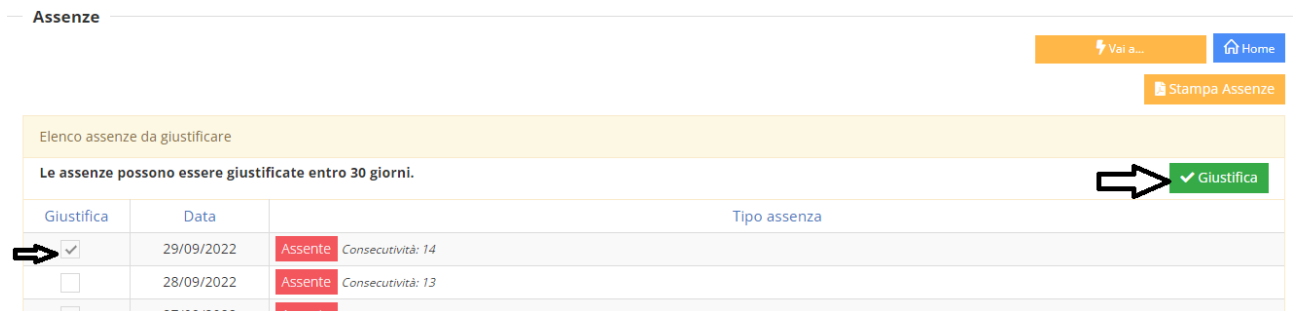 Assenze
Vai a...
Home
Stampa Assenze
Elenco assenze da giustificare
Le assenze possono essere giustificate entro 30 giorni.
Giustifica
Giustifica Data Tipo assenza
29/09/2022 Assente Consecutività: 14
28/09/2022 Assente Consecutività: 13